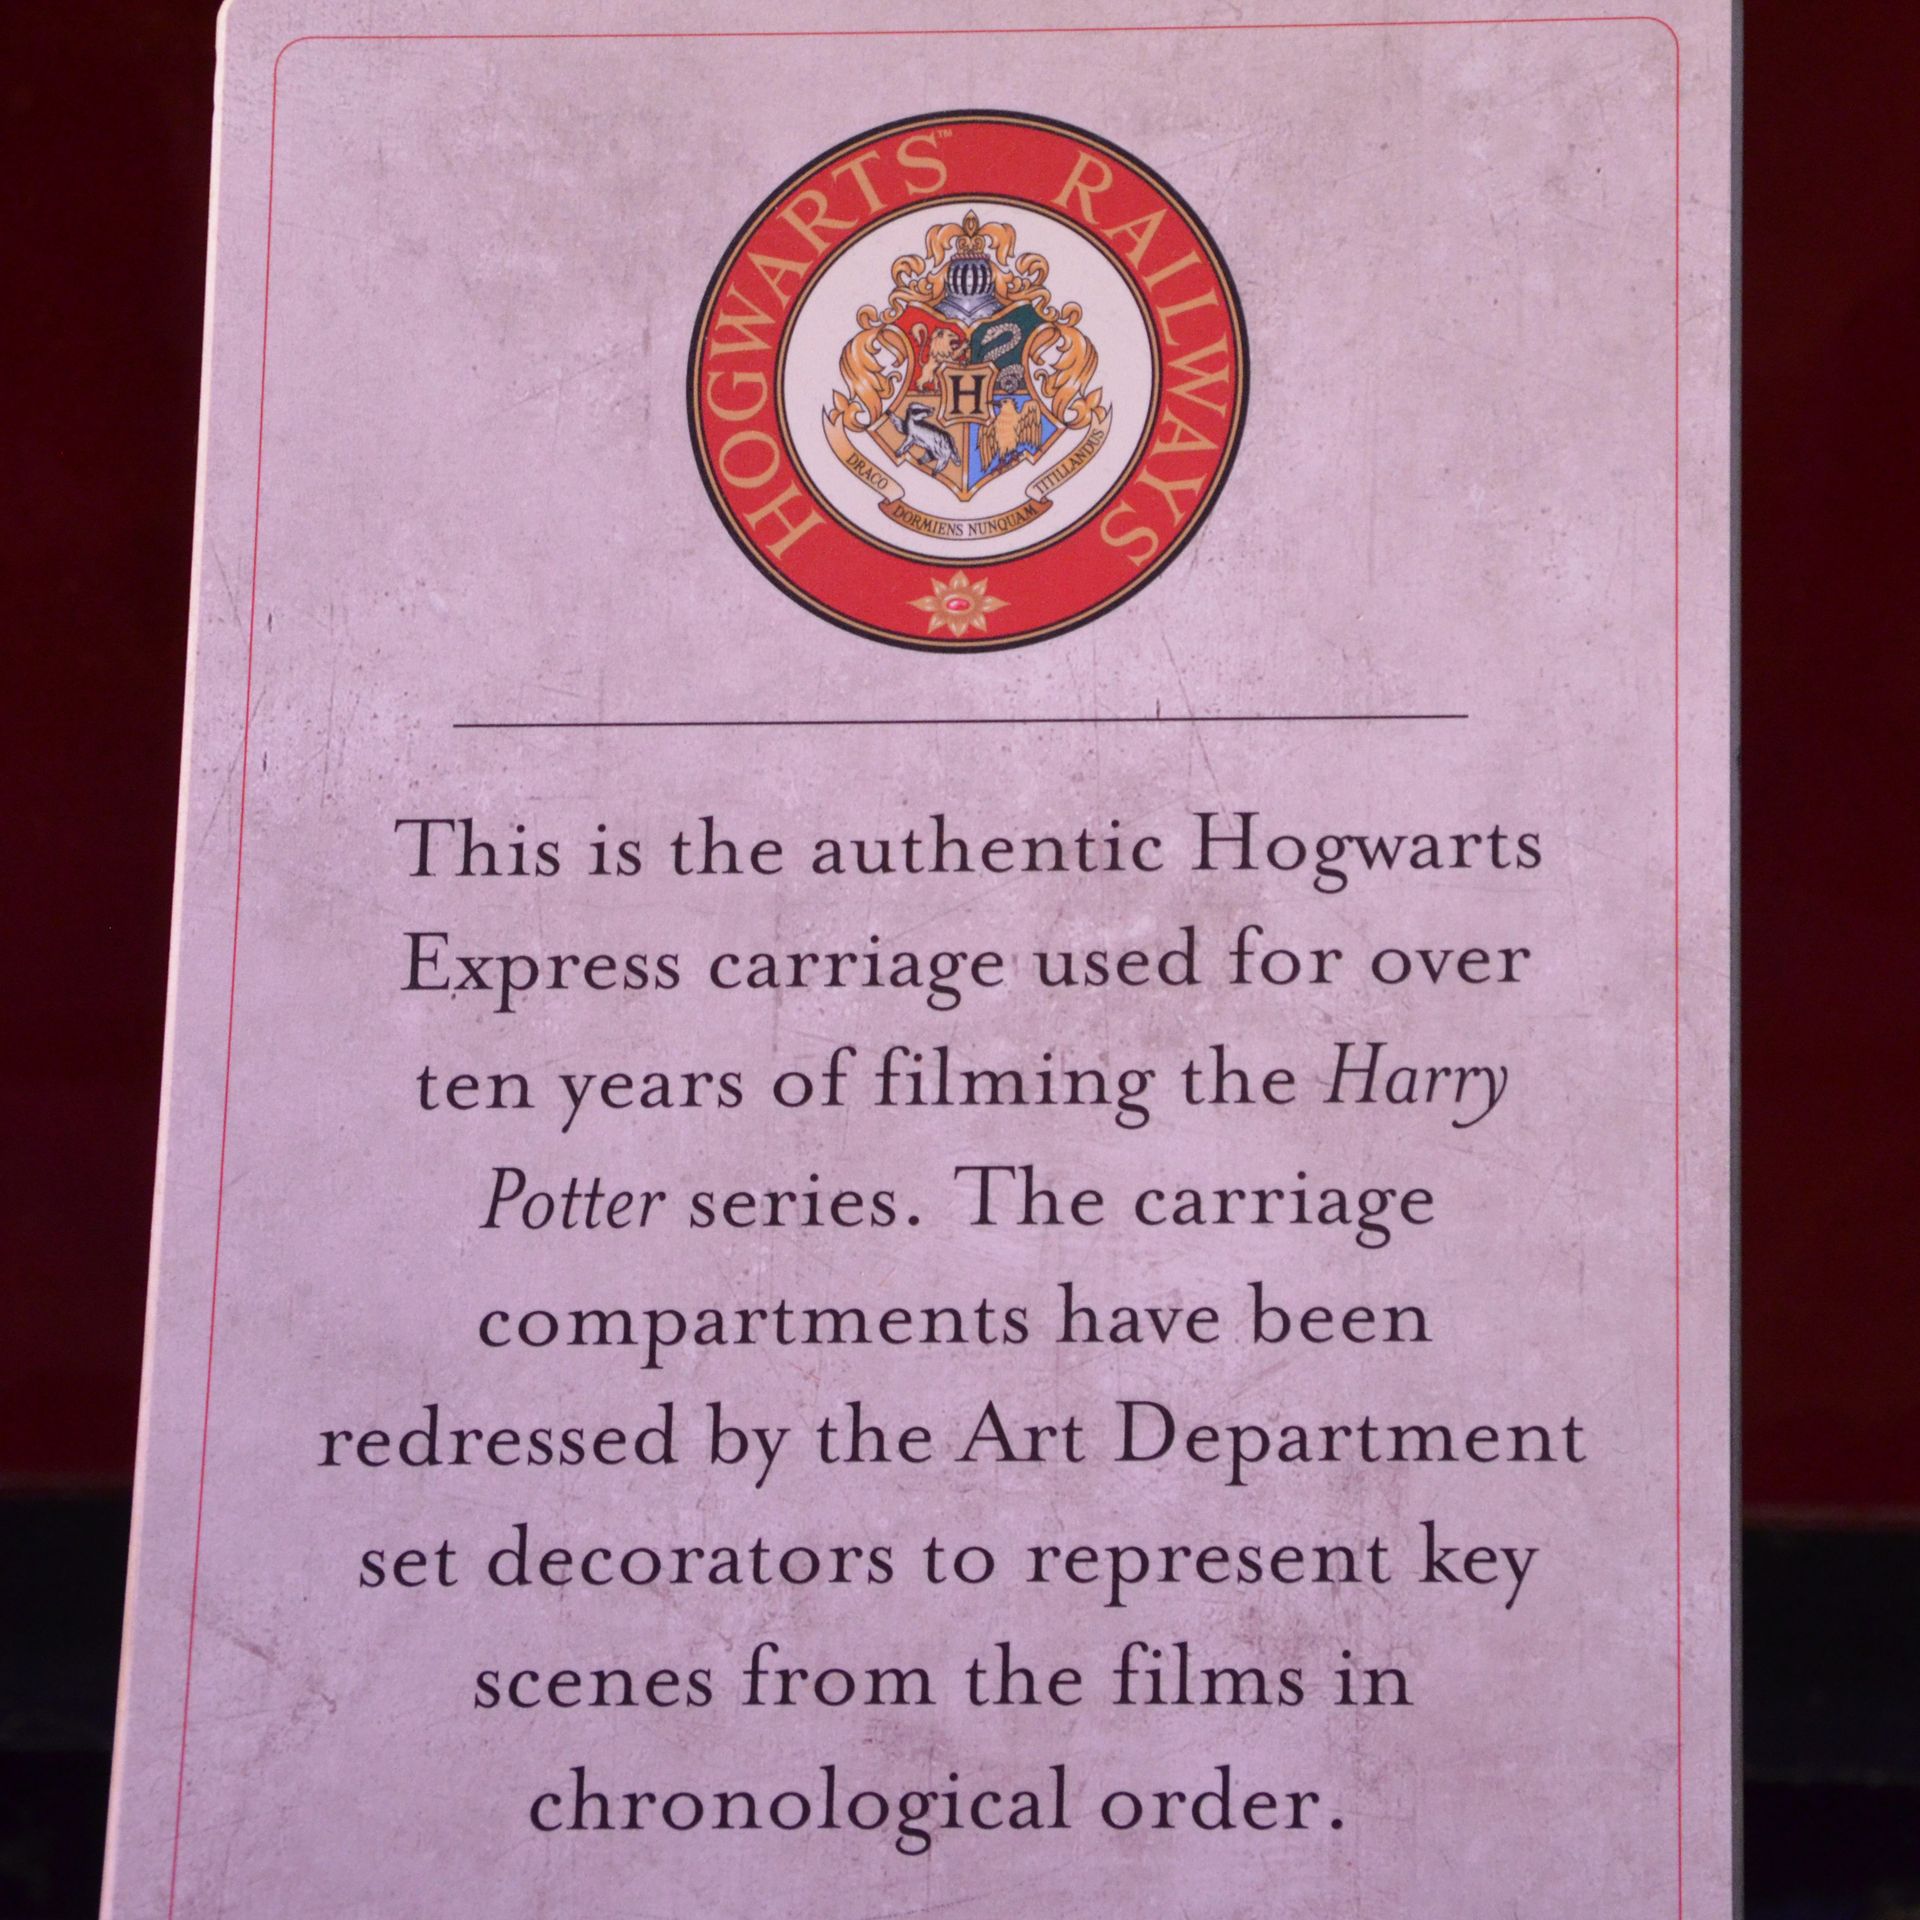 HOGWARTS™ RAILWAYS
H
DRACO DORMIENS NUNQUAM TITILLANDUS
This is the authentic Hogwarts
Express carriage used for over
ten years of filming the Harry
Potter series. The carriage
compartments have been
redressed by the Art Department
set decorators to represent key
scenes from the films in
chronological order.